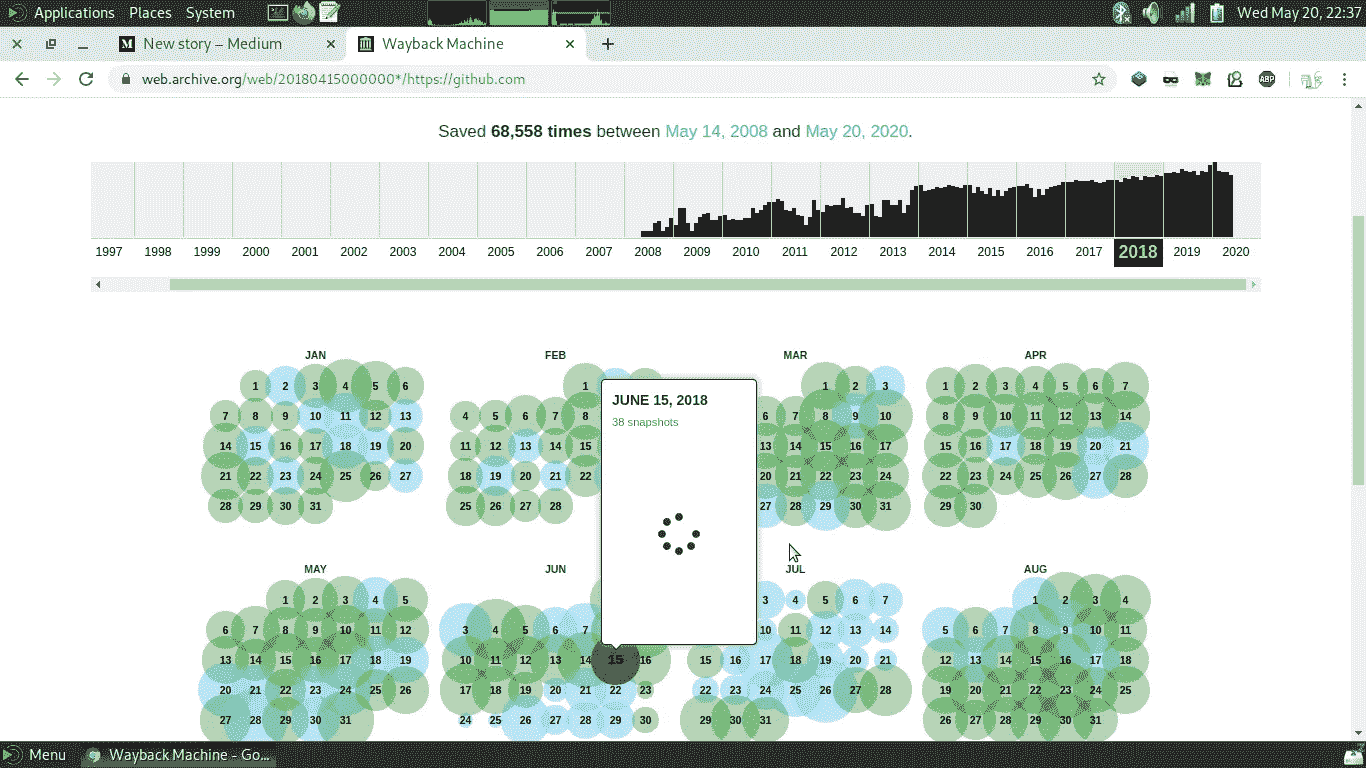 Applications Places System Wed May 20, 22:37
New story – Medium Wayback Machine
web.archive.org/web/20180415000000*/https://github.com ABP
Saved 68,558 times between May 14, 2008 and May 20, 2020.
1997 1998 1999 2000 2001 2002 2003 2004 2005 2006 2007 2008 2009 2010 2011 2012 2013 2014 2015 2016 2017 2018 2019 2020
JAN FEB MAR APR
1 2 3 4 5 6 1 1 2 3 1 2 3 4 5 6 7
7 8 9 10 11 12 13 4 5 6 7 8 6 7 8 9 10 8 9 10 11 12 13 14
14 15 16 17 18 19 20 11 12 13 14 15 13 14 15 16 17 15 16 17 18 19 20 21
21 22 23 24 25 26 27 18 19 20 21 22 20 21 22 23 24 22 23 24 25 26 27 28
28 29 30 31 25 26 27 28 27 28 29 30 31 29 30
JUNE 15, 2018
38 snapshots
MAY JUN JUL AUG
1 2 3 4 5 3 4 5 6 7 1 2 3 4
6 7 8 9 10 11 12 3 4 5 6 7 10 11 12 13 14 5 6 7 8 9 10 11
13 14 15 16 17 18 19 10 11 12 13 14 15 16 15 16 17 18 19 20 21 12 13 14 15 16 17 18
20 21 22 23 24 25 26 17 18 19 20 21 22 23 22 23 24 25 26 27 28 19 20 21 22 23 24 25
27 28 29 30 31 24 25 26 27 28 29 30 29 30 31 26 27 28 29 30 31
Menu Wayback Machine - Go...